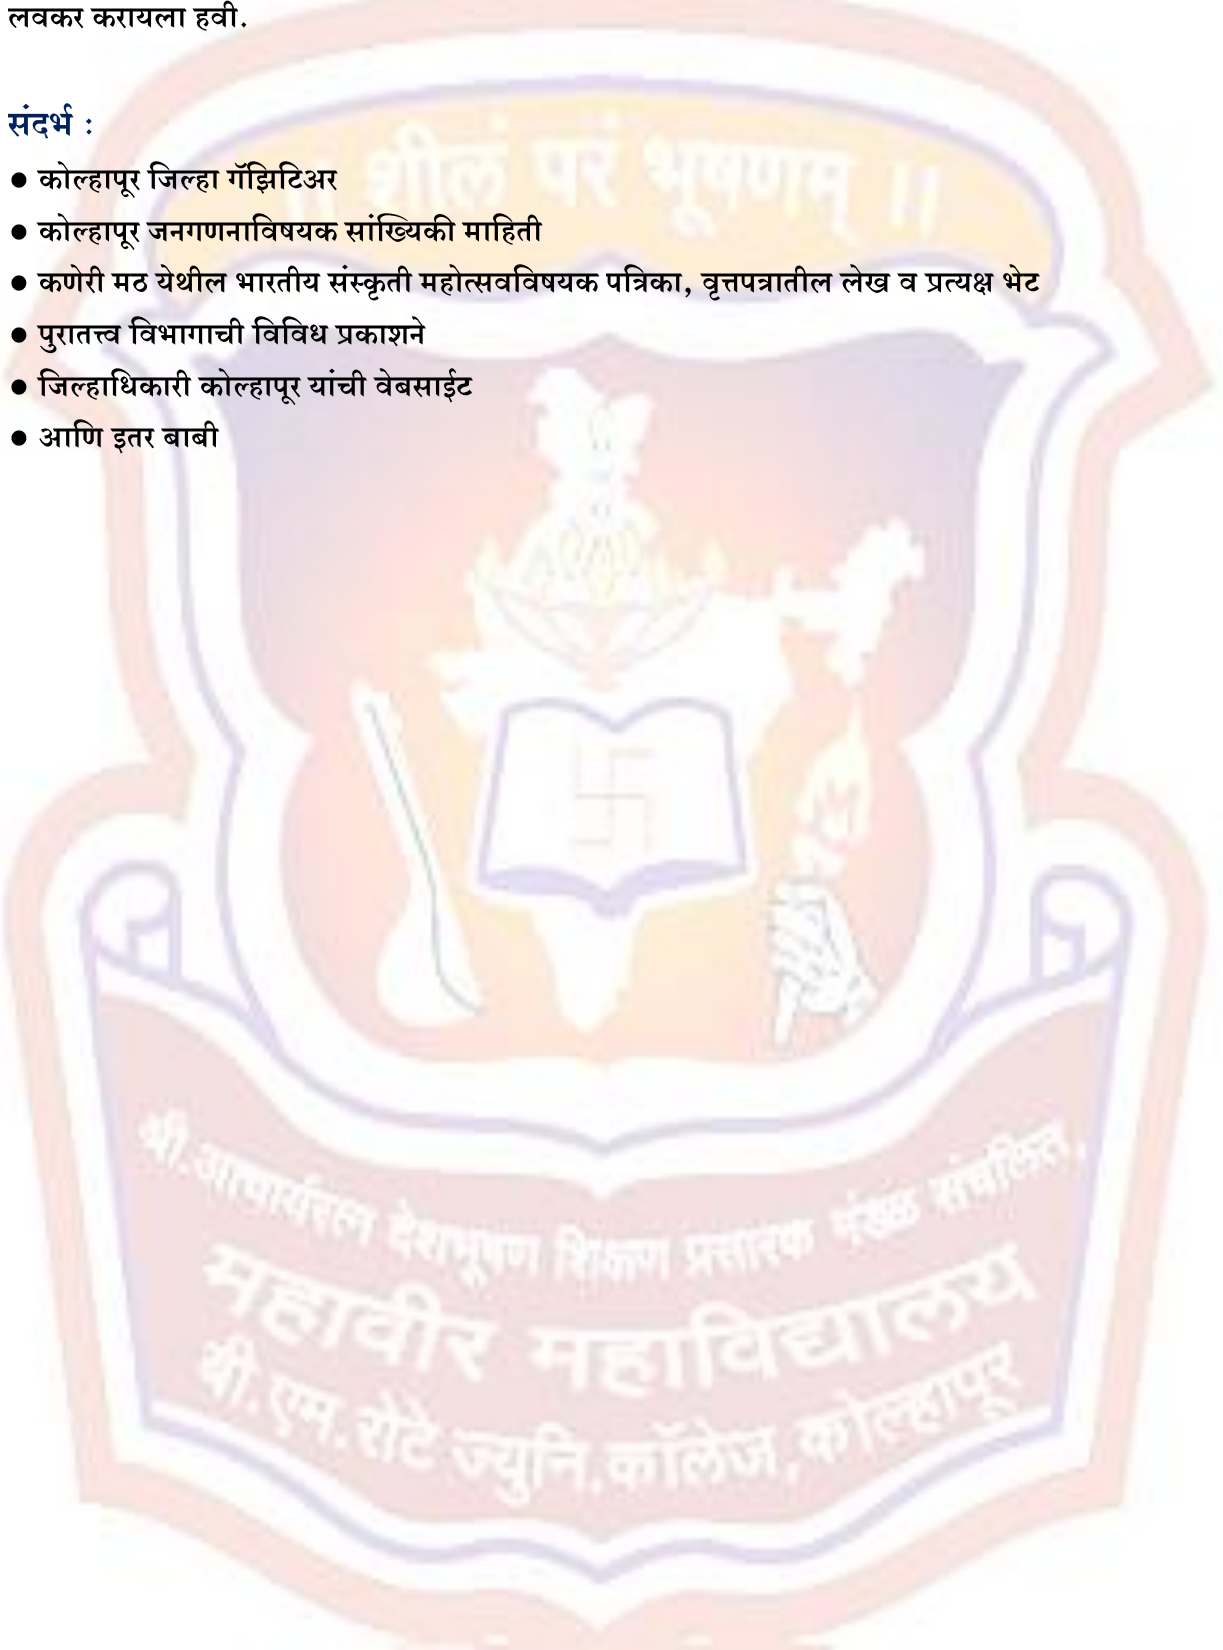 लवकर करायला हवी.
संदर्भ :
● कोल्हापूर जिल्हा गॅझिटिअर
● कोल्हापूर जनगणनाविषयक सांख्यिकी माहिती
● कणेरी मठ येथील भारतीय संस्कृती महोत्सवविषयक पत्रिका, वृत्तपत्रातील लेख व प्रत्यक्ष भेट
● पुरातत्त्व विभागाची विविध प्रकाशने
● जिल्हाधिकारी कोल्हापूर यांची वेबसाईट
● आणि इतर बाबी
।। शीलं परं भूषणम् ।।
श्री.आचार्यरत्न देशभूषण शिक्षण प्रसारक मंडळ संचलित,
महावीर महाविद्यालय
बी.एम.रोटे ज्युनि.कॉलेज,कोल्हापूर